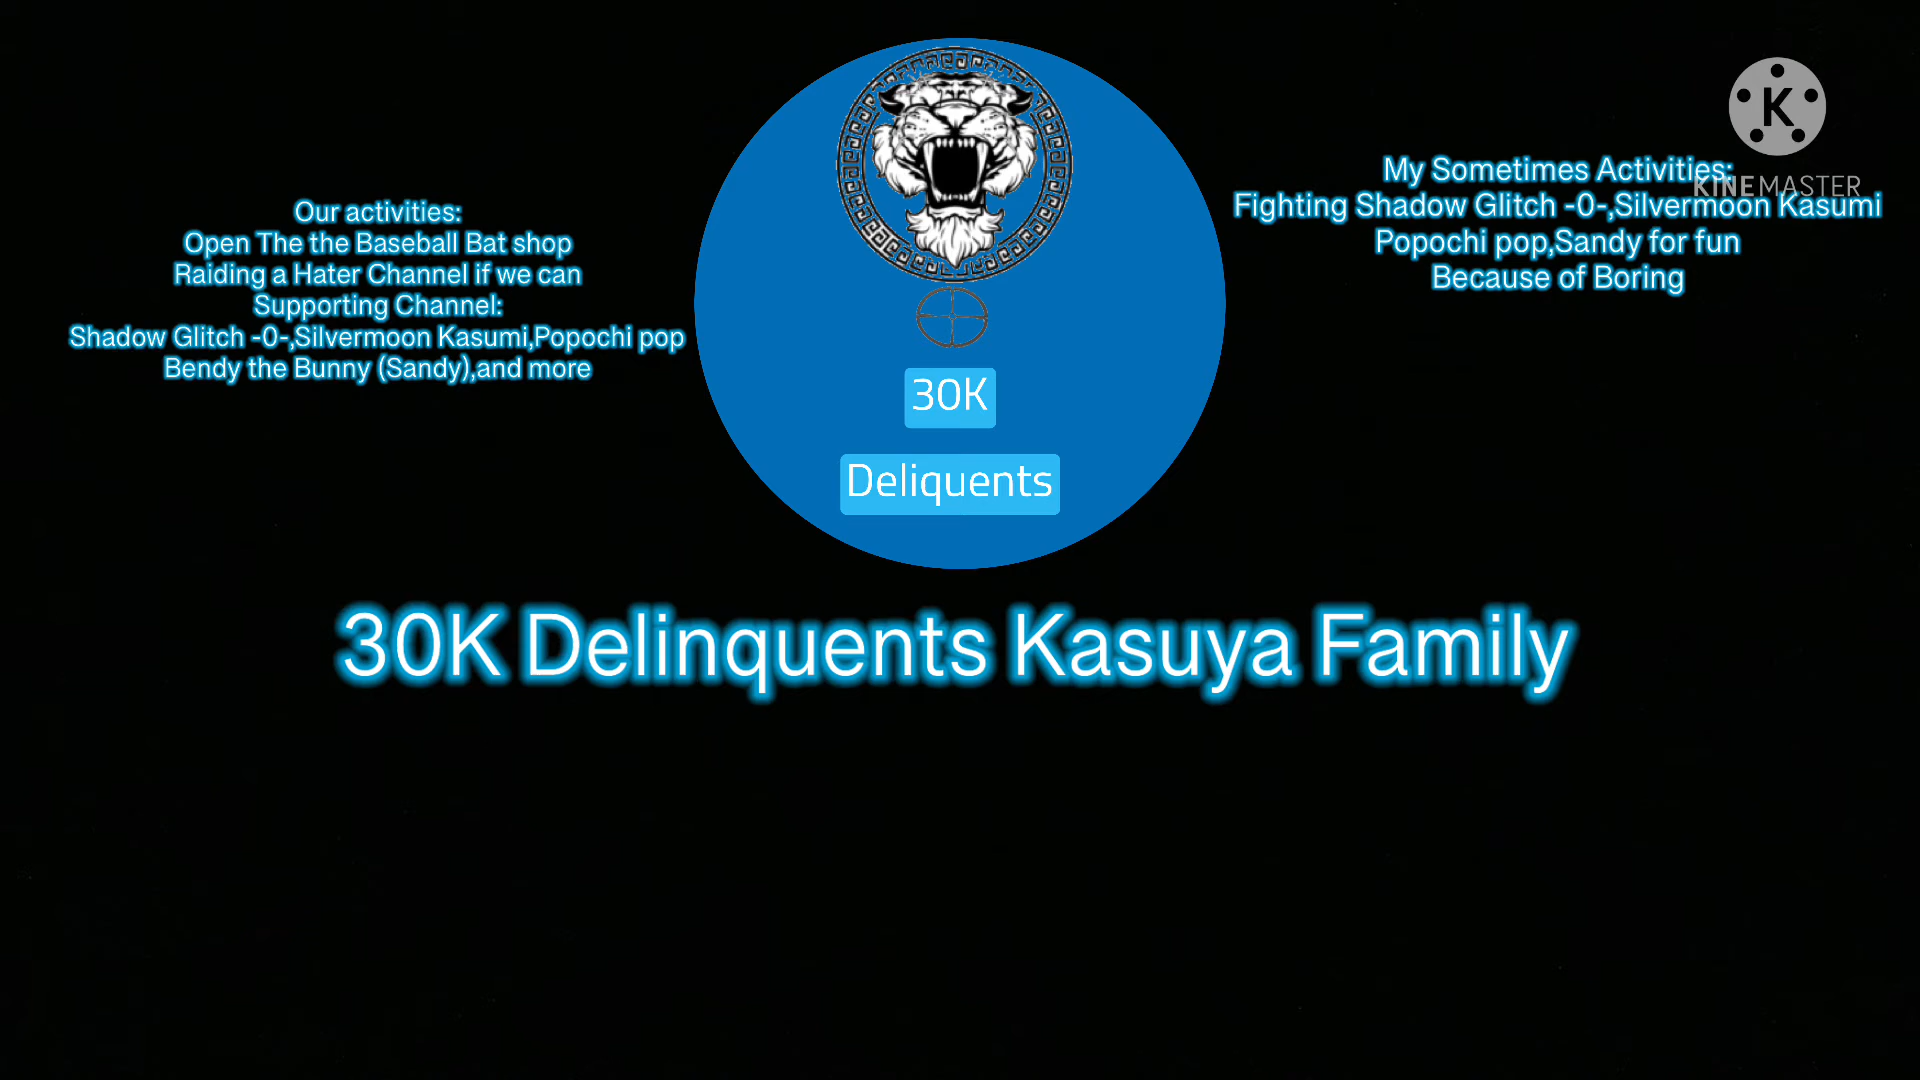 Our activities:
Open The the Baseball Bat shop
Raiding a Hater Channel if we can
Supporting Channel:
Shadow Glitch -0-,Silvermoon Kasumi,Popochi pop
Bendy the Bunny (Sandy),and more
30K
Deliquents
K
KINEMASTER
My Sometimes Activities:
Fighting Shadow Glitch -0-,Silvermoon Kasumi
Popochi pop,Sandy for fun
Because of Boring
30K Delinquents Kasuya Family